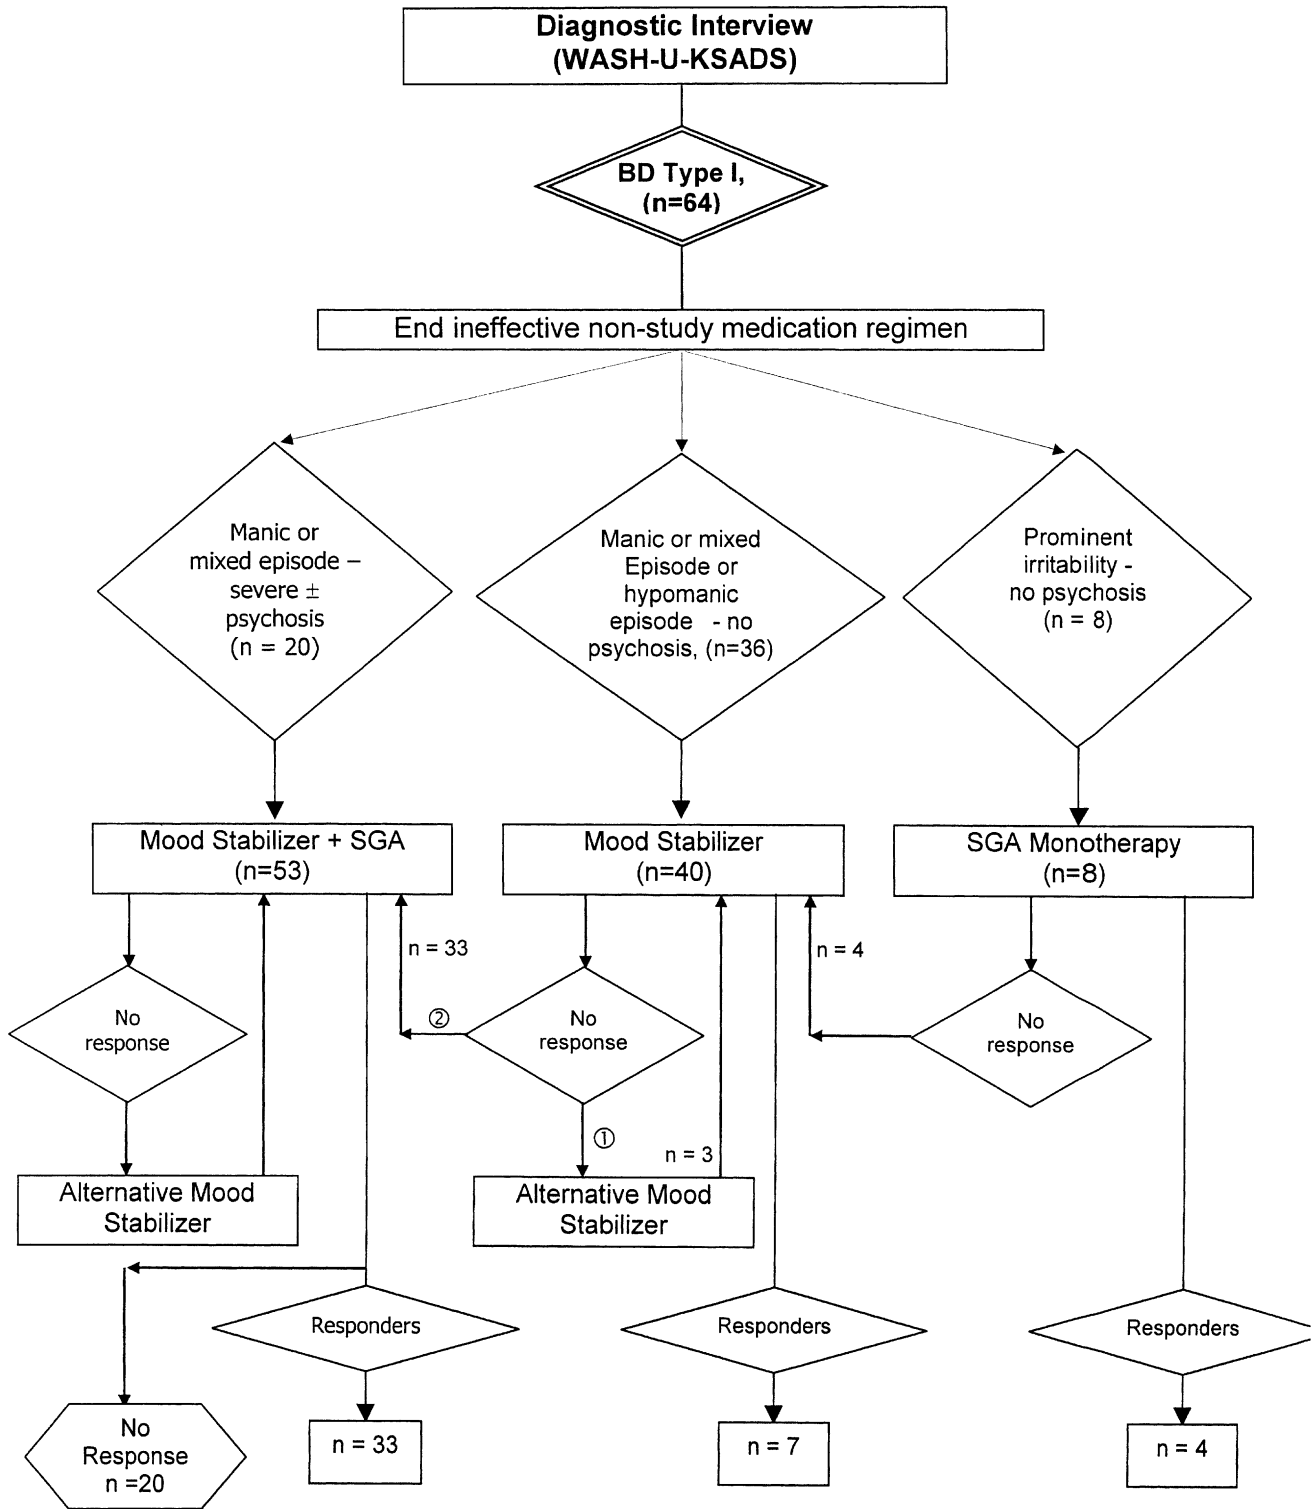 Diagnostic Interview
(WASH-U-KSADS)
BD Type I,
(n=64)
End ineffective non-study medication regimen
Manic or
mixed episode –
severe ±
psychosis
(n = 20)
Manic or mixed
Episode or
hypomanic
episode - no
psychosis, (n=36)
Prominent
irritability -
no psychosis
(n = 8)
Mood Stabilizer + SGA
(n=53)
Mood Stabilizer
(n=40)
SGA Monotherapy
(n=8)
n = 33
n = 4
No
response
②
No
response
No
response
①
n = 3
Alternative Mood
Stabilizer
Alternative Mood
Stabilizer
Responders
Responders
Responders
No
Response
n =20
n = 33
n = 7
n = 4